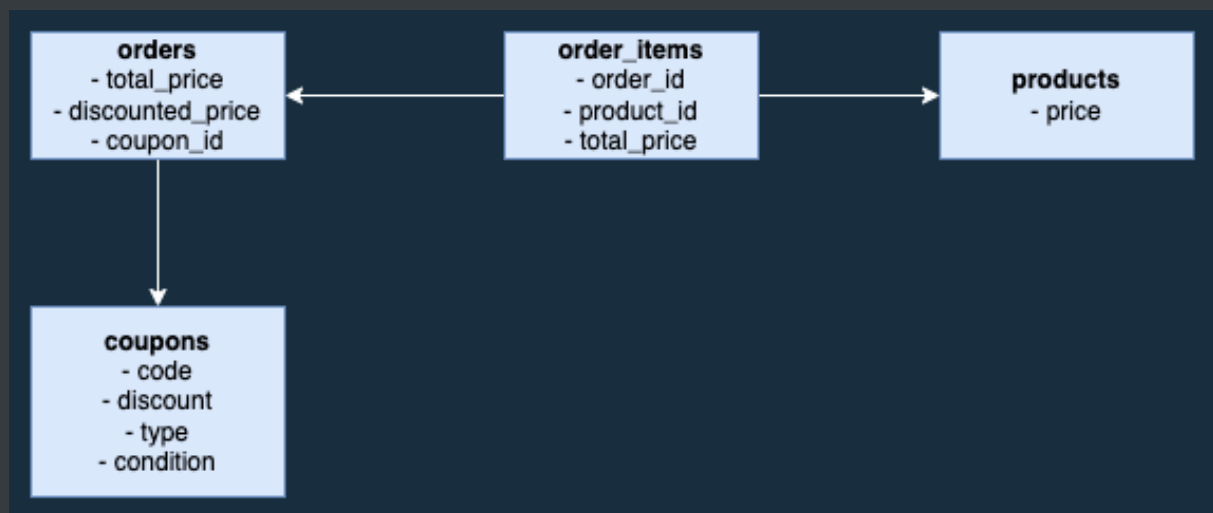 orders
- total_price
- discounted_price
- coupon_id
order_items
- order_id
- product_id
- total_price
products
- price
coupons
- code
- discount
- type
- condition